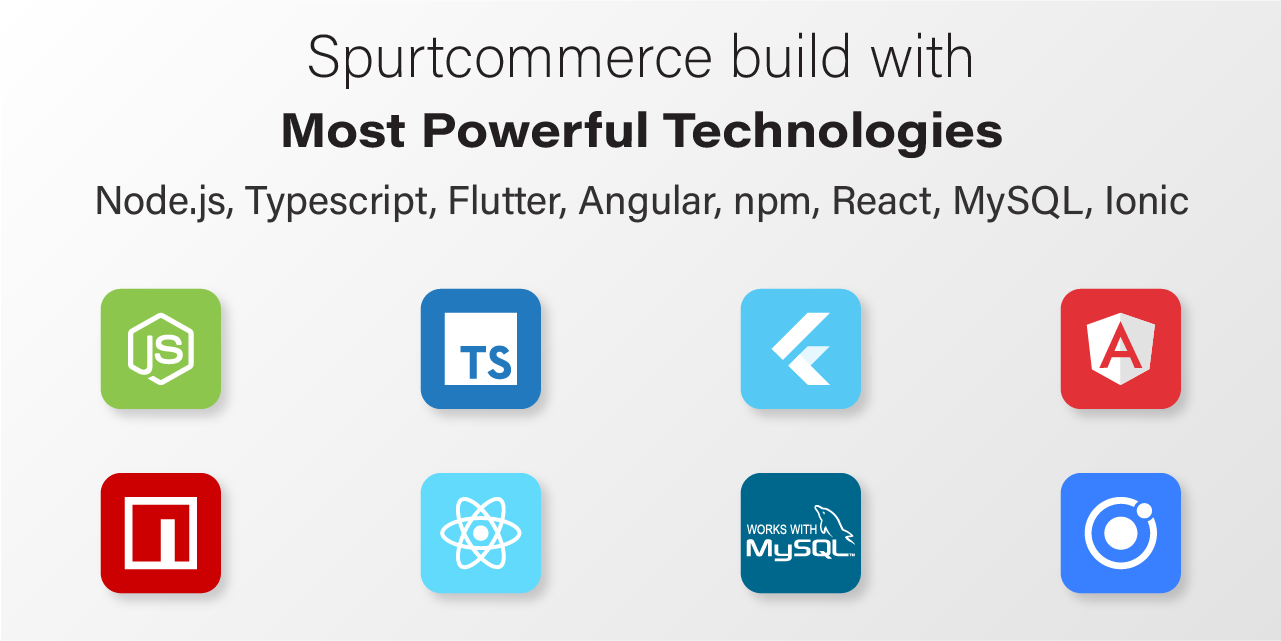 Spurtcommerce build with
Most Powerful Technologies
Node.js, Typescript, Flutter, Angular, npm, React, MySQL, Ionic
JS
TS
A
n
WORKS WITH
MySQL™